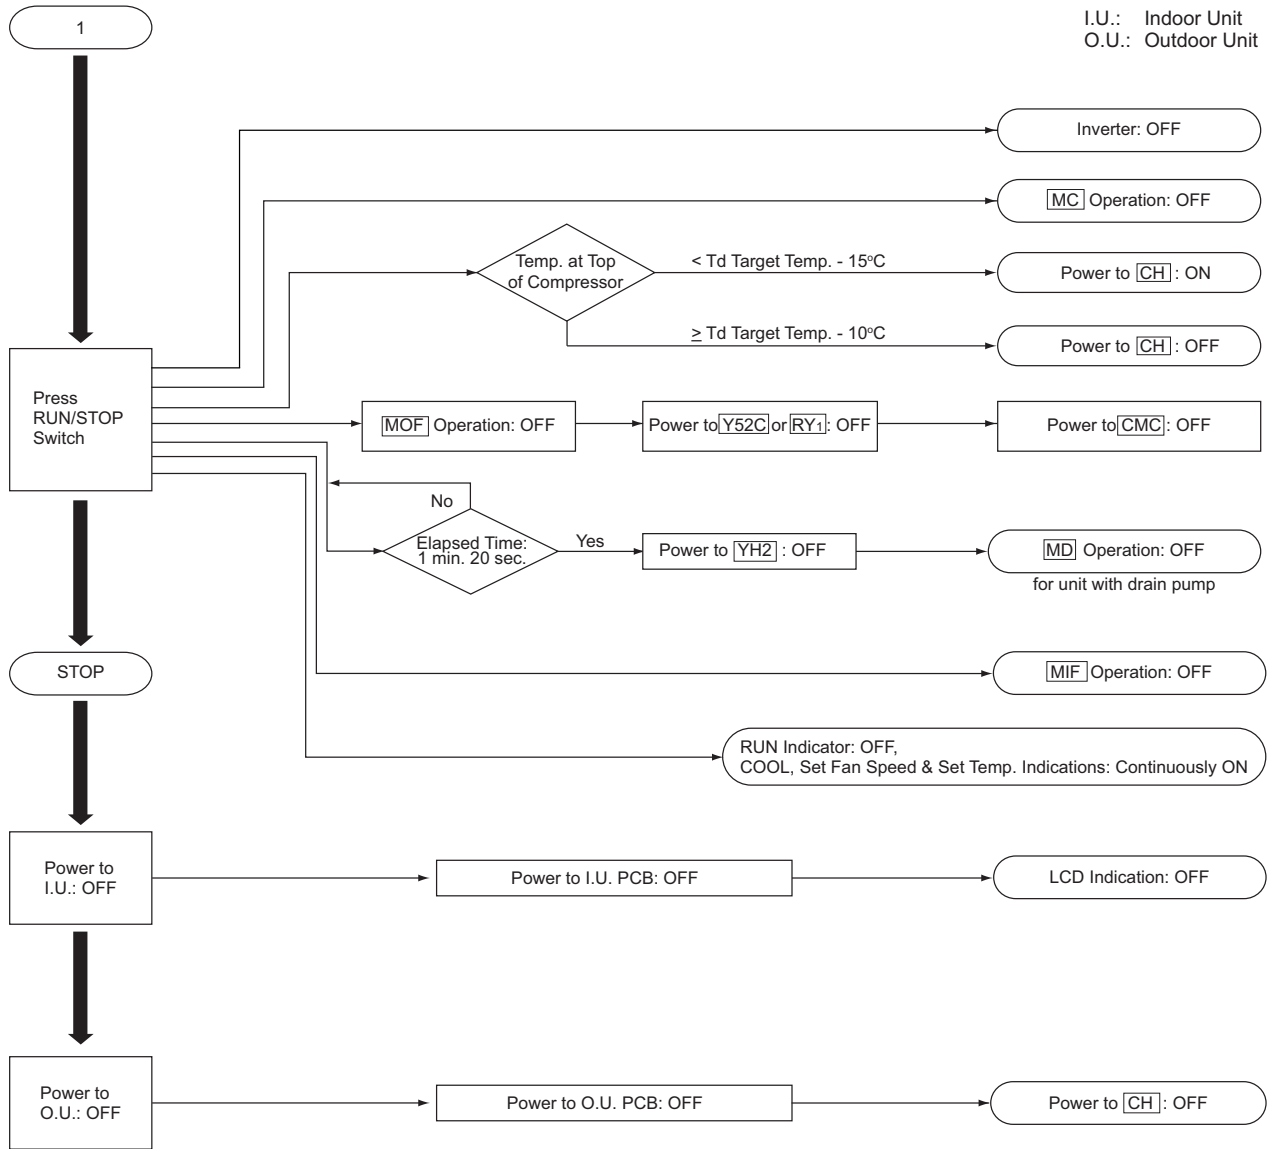 1
I.U.: Indoor Unit
O.U.: Outdoor Unit
Inverter: OFF
MC Operation: OFF
Temp. at Top
of Compressor
< Td Target Temp. - 15°C
Power to CH : ON
≥ Td Target Temp. - 10°C
Power to CH : OFF
Press
RUN/STOP
Switch
MOF Operation: OFF
Power to Y52C or RY1: OFF
Power to CMC: OFF
No
Elapsed Time:
1 min. 20 sec.
Yes
Power to YH2 : OFF
MD Operation: OFF
for unit with drain pump
STOP
MIF Operation: OFF
RUN Indicator: OFF,
COOL, Set Fan Speed & Set Temp. Indications: Continuously ON
Power to
I.U.: OFF
Power to I.U. PCB: OFF
LCD Indication: OFF
Power to
O.U.: OFF
Power to O.U. PCB: OFF
Power to CH : OFF